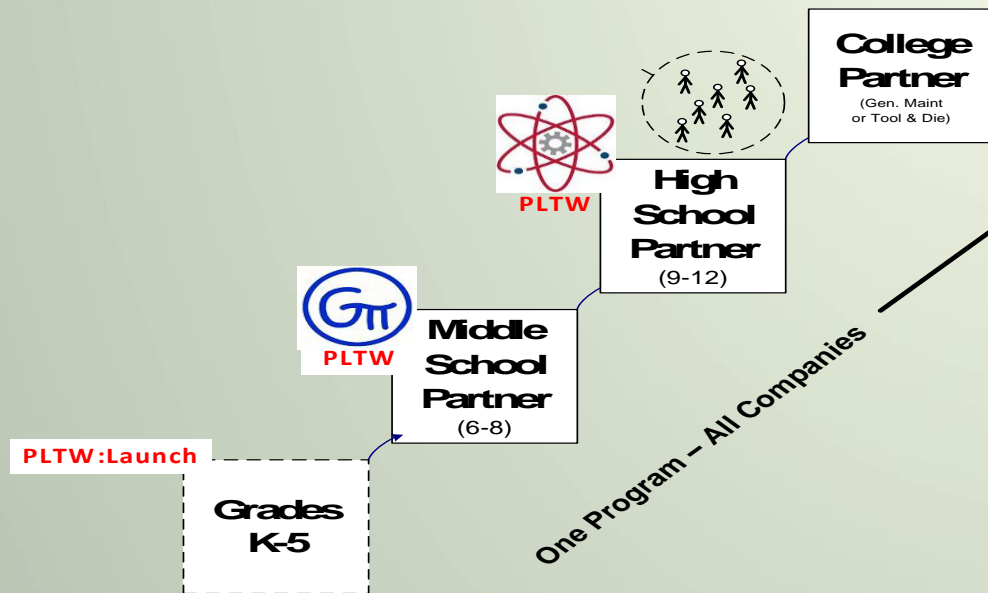 College
Partner
(Gen. Maint
or Tool & Die)
PLTW
High
School
Partner
(9-12)
GTT
PLTW
Middle
School
Partner
(6-8)
One Program – All Companies
PLTW:Launch
Grades
K-5